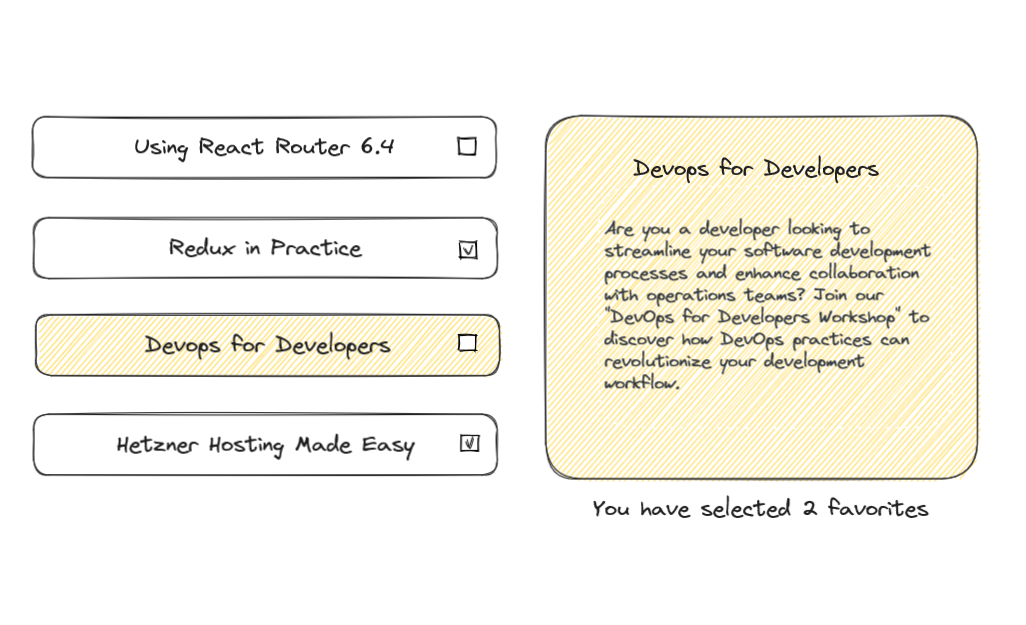 Using React Router 6.4
Redux in Practice
Devops for Developers
Hetzner Hosting Made Easy
Devops for Developers
Are you a developer looking to
streamline your software development
processes and enhance collaboration
with operations teams? Join our
"DevOps for Developers Workshop" to
discover how DevOps practices can
revolutionize your development
workflow.
You have selected 2 favorites